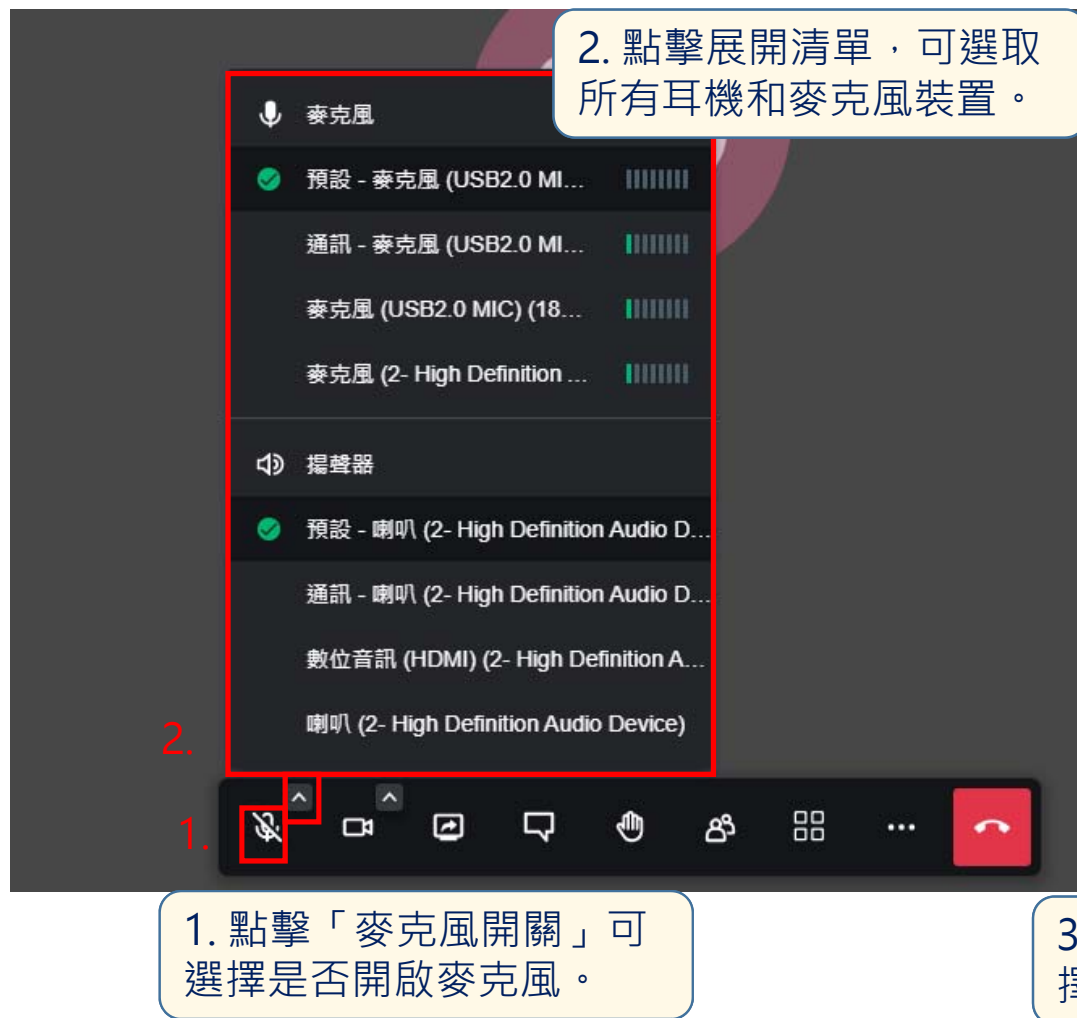 2. 點擊展開清單，可選取
所有耳機和麥克風裝置。
麥克風
預設 - 麥克風 (USB2.0 MI...
通訊 - 麥克風 (USB2.0 MI...
麥克風 (USB2.0 MIC) (18...
麥克風 (2- High Definition ...
揚聲器
預設 - 喇叭 (2- High Definition Audio D...
通訊 - 喇叭 (2- High Definition Audio D...
數位音訊 (HDMI) (2- High Definition A...
喇叭 (2- High Definition Audio Device)
2.
1.
1. 點擊「麥克風開關」可
選擇是否開啟麥克風。
3
擇